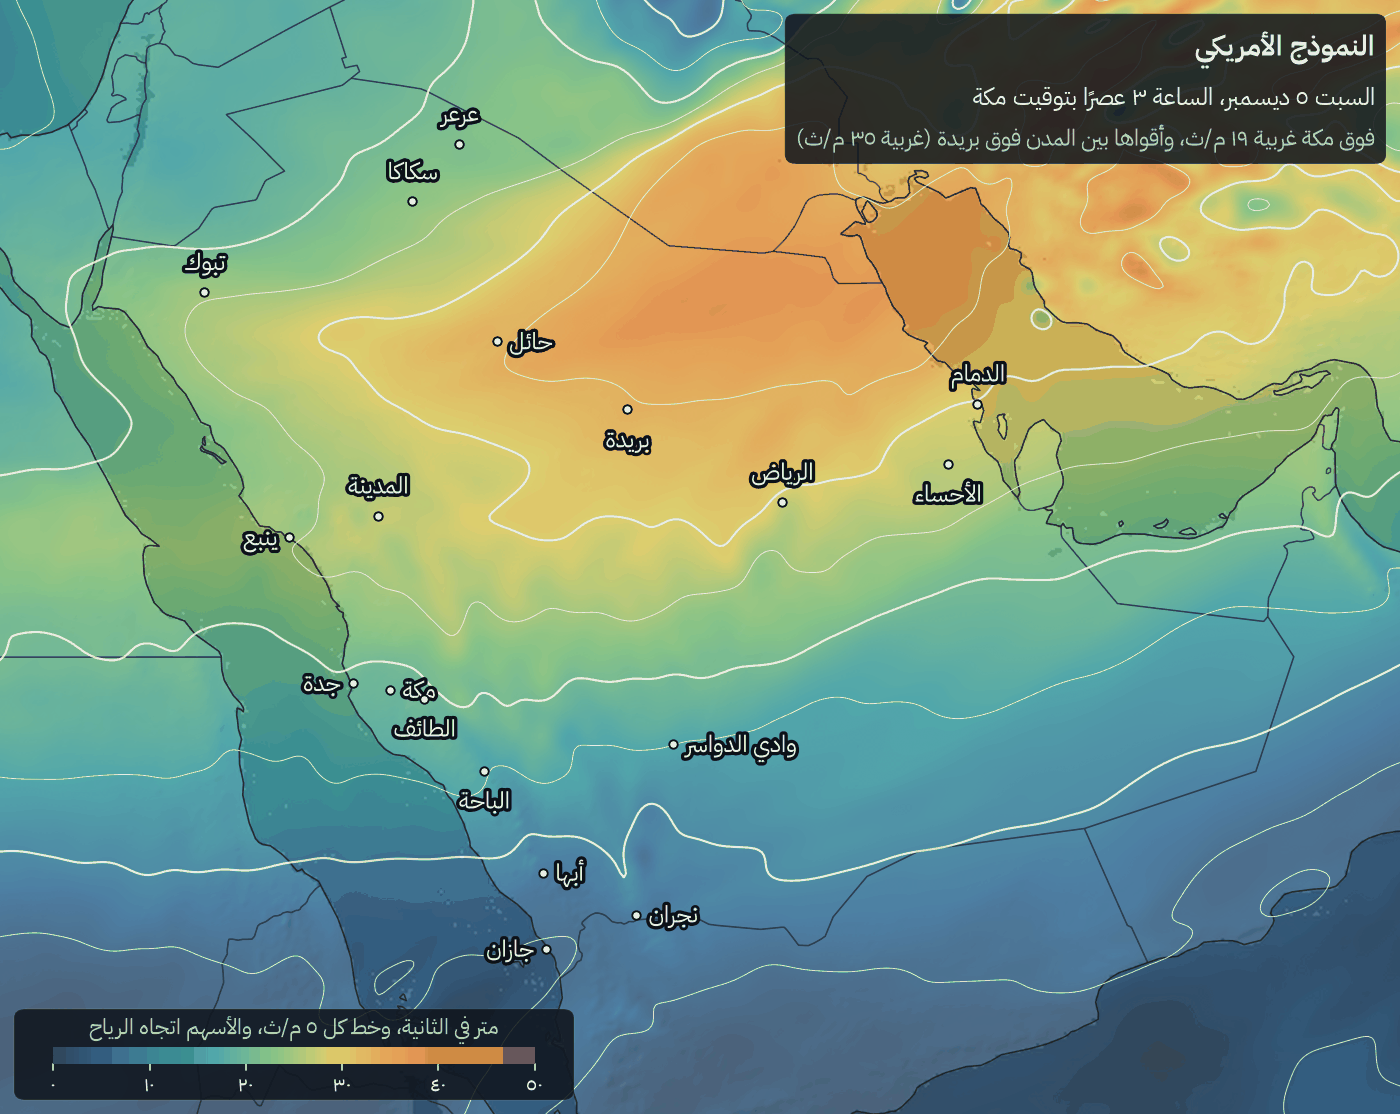 النموذج الأمريكي
السبت ٥ ديسمبر، الساعة ٣ عصرًا بتوقيت مكة
فوق مكة غربية ١٩ م/ث، وأقواها بين المدن فوق بريدة (غربية ٣٥ م/ث)
عرعر
سكاكا
تبوك
حائل
الدمام
بريدة
الرياض
المدينة
الأحساء
ينبع
جدة
مكة
الطائف
وادي الدواسر
الباحة
أبها
نجران
جازان
متر في الثانية، وخط كل ٥ م/ث، والأسهم اتجاه الرياح
٠ ١٠ ٢٠ ٣٠ ٤٠ ٥٠